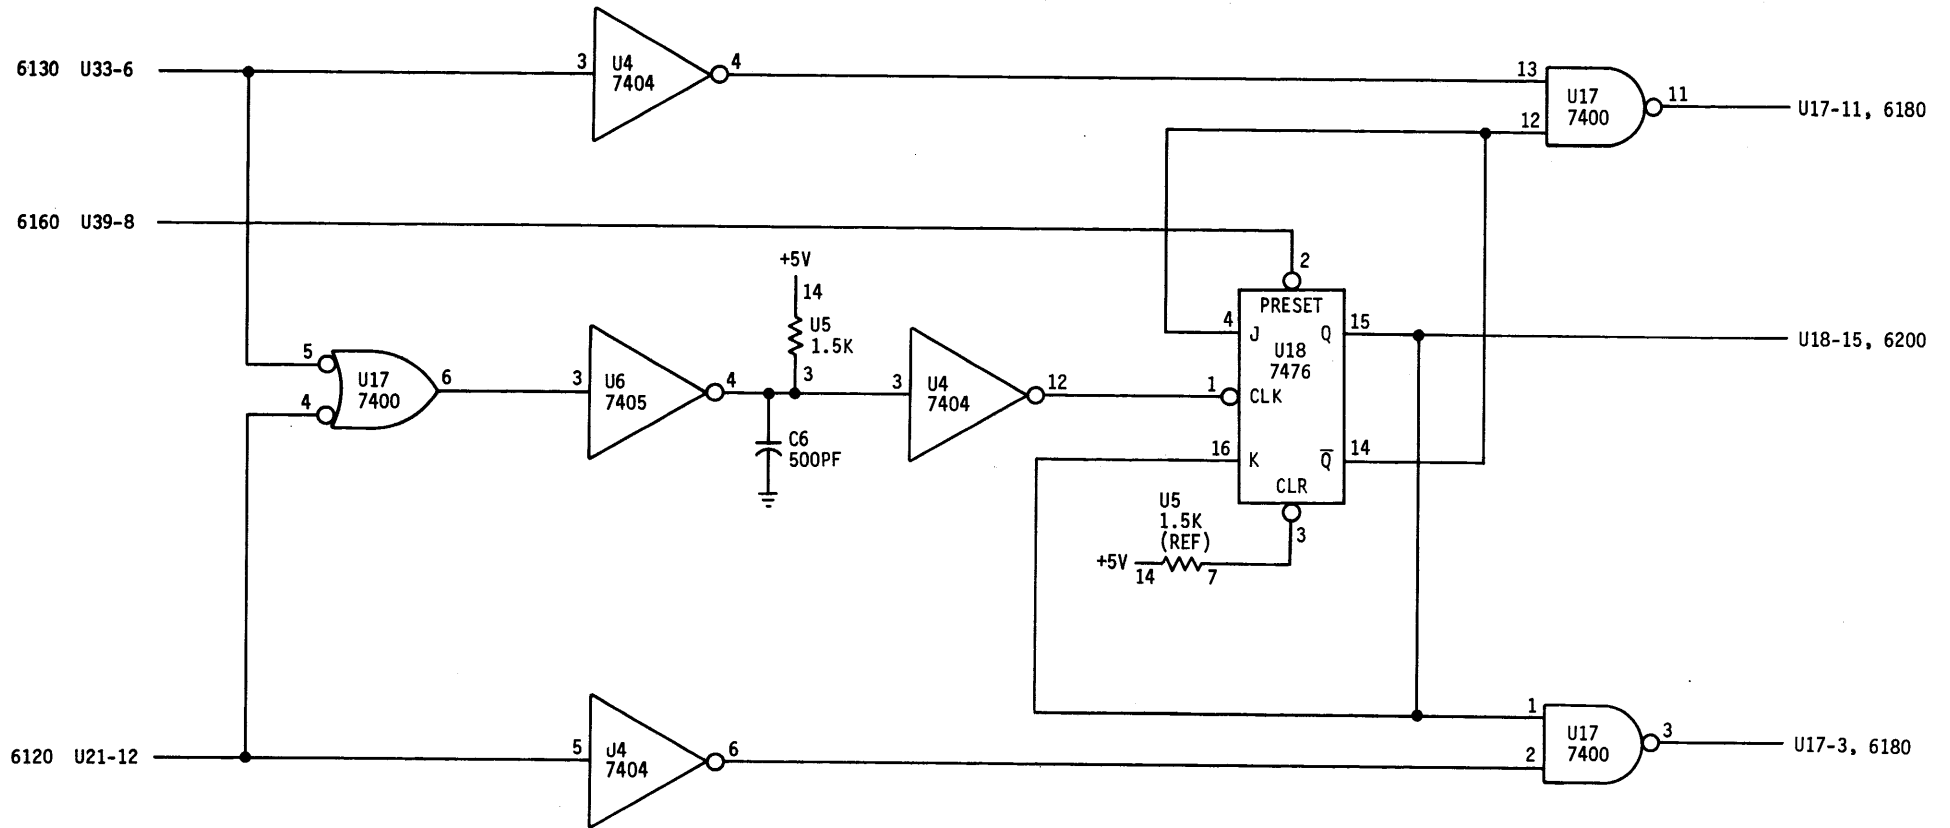 6130 U33-6
3
U4
7404
4
13
12
U17
7400
11
U17-11, 6180
6160 U39-8
+5V
14
U5
1.5K
3
2
PRESET
4
J
Q
15
U18
7476
U18-15, 6200
5
4
U17
7400
6
3
U6
7405
4
C6
500PF
3
U4
7404
12
1
CLK
16
K
Q̅
14
CLR
3
U5
1.5K
(REF)
+5V
14
7
6120 U21-12
5
U4
7404
6
1
2
U17
7400
3
U17-3, 6180